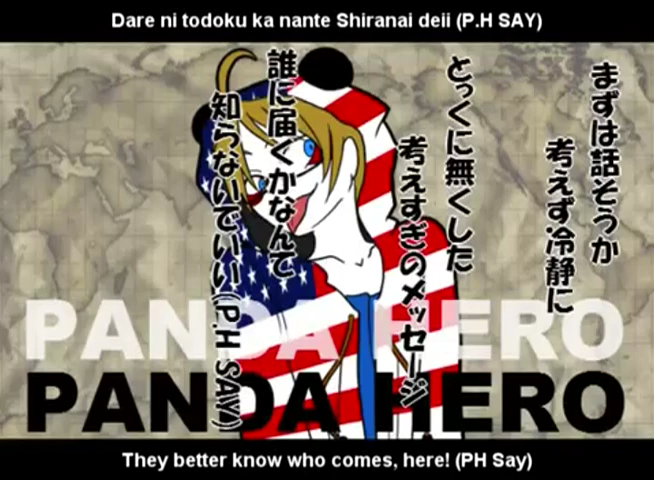 Dare ni todoku ka nante Shiranai deii (P.H SAY)
まずは話そうか
考えず冷静に
とっくに無くした
考えすぎのメッセージ
誰に届くかなんて
知らないでいい(P.H SAY)
PANDA HERO
PANDA HERO
They better know who comes, here! (PH Say)